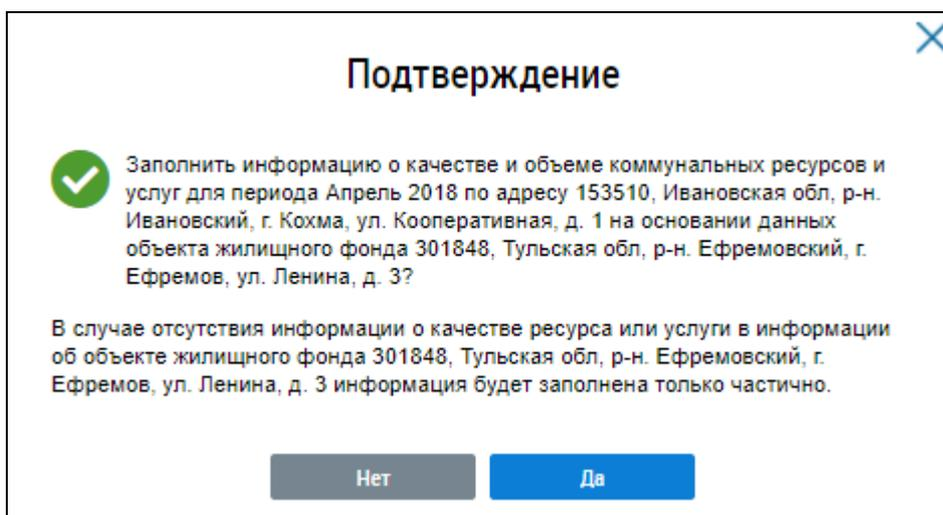 Подтверждение
Заполнить информацию о качестве и объеме коммунальных ресурсов и
услуг для периода Апрель 2018 по адресу 153510, Ивановская обл, р-н.
Ивановский, г. Кохма, ул. Кооперативная, д. 1 на основании данных
объекта жилищного фонда 301848, Тульская обл, р-н. Ефремовский, г.
Ефремов, ул. Ленина, д. 3?
В случае отсутствия информации о качестве ресурса или услуги в информации
об объекте жилищного фонда 301848, Тульская обл, р-н. Ефремовский, г.
Ефремов, ул. Ленина, д. 3 информация будет заполнена только частично.
Нет
Да